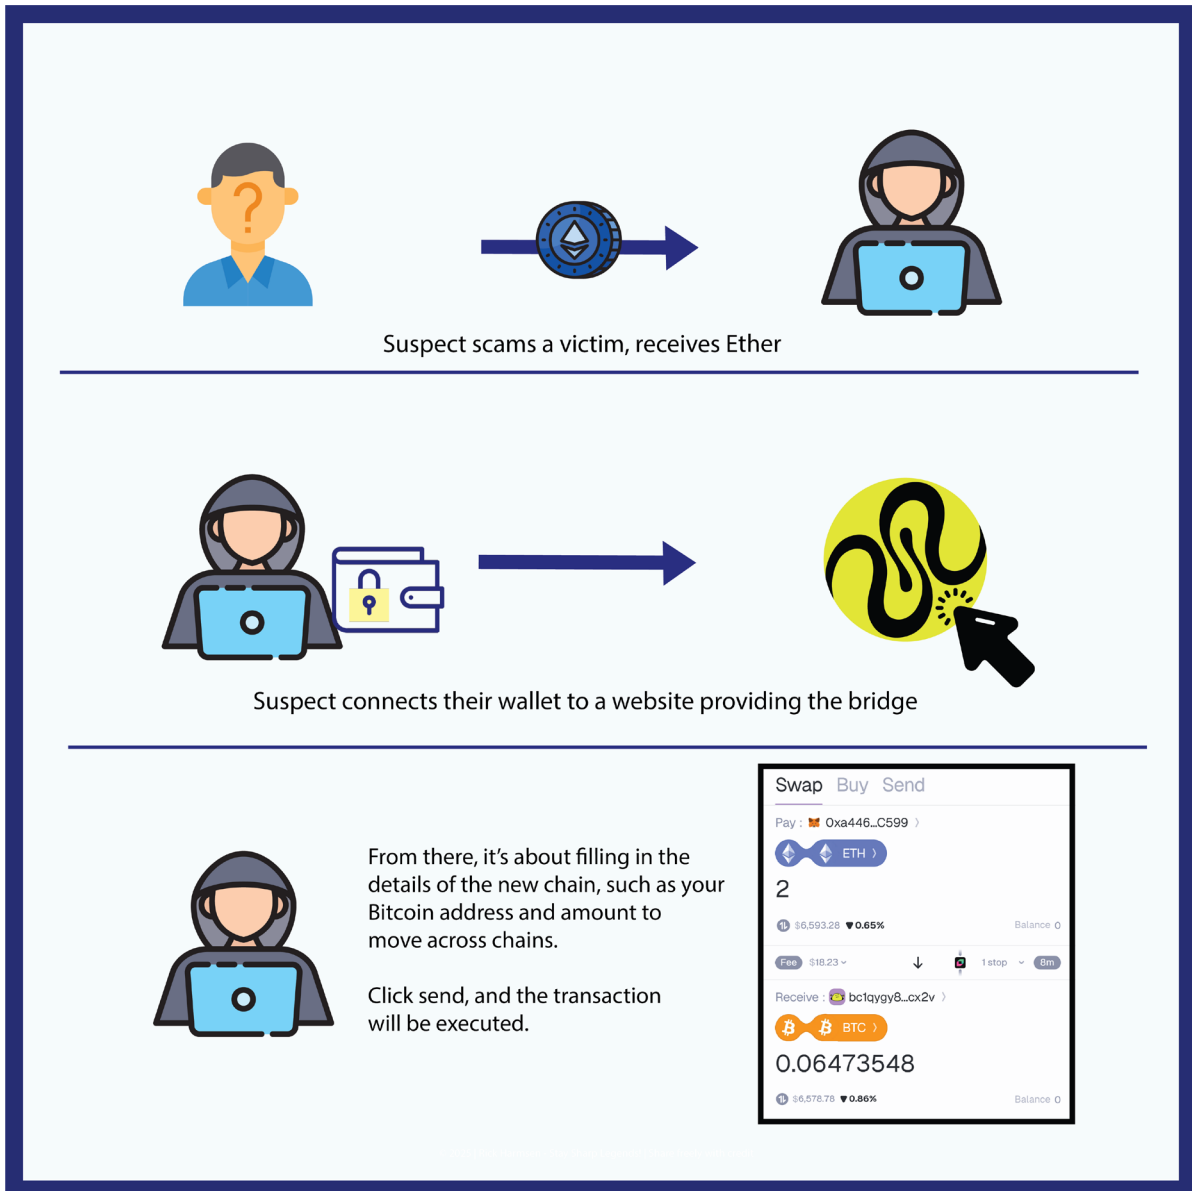 ?
Suspect scams a victim, receives Ether
Suspect connects their wallet to a website providing the bridge
From there, it's about filling in the
details of the new chain, such as your
Bitcoin address and amount to
move across chains.
Click send, and the transaction
will be executed.
Swap Buy Send
Pay : 0xa446...C599 〉
ETH 〉
2
$6,593.28 ▼0.65% Balance 0
Fee $18.23 ↓ 1 stop 8m
Receive : bc1qygy8...cx2v 〉
BTC 〉
0.06473548
$6,578.78 ▼0.86% Balance 0